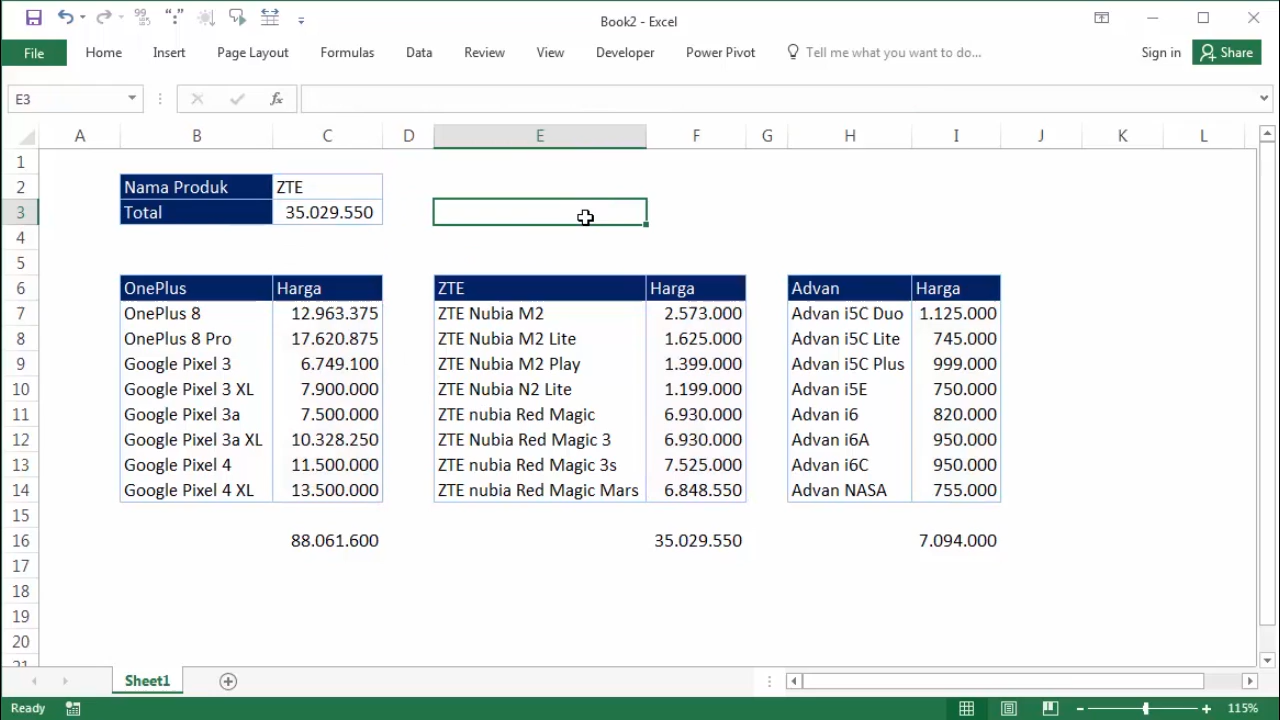 Book2 - Excel
File Home Insert Page Layout Formulas Data Review View Developer Power Pivot Tell me what you want to do... Sign in Share
E3 fx
A B C D E F G H I J K L
1
2 Nama Produk ZTE
3 Total 35.029.550
4
5
6 OnePlus Harga ZTE Harga Advan Harga
7 OnePlus 8 12.963.375 ZTE Nubia M2 2.573.000 Advan i5C Duo 1.125.000
8 OnePlus 8 Pro 17.620.875 ZTE Nubia M2 Lite 1.625.000 Advan i5C Lite 745.000
9 Google Pixel 3 6.749.100 ZTE Nubia M2 Play 1.399.000 Advan i5C Plus 999.000
10 Google Pixel 3 XL 7.900.000 ZTE Nubia N2 Lite 1.199.000 Advan i5E 750.000
11 Google Pixel 3a 7.500.000 ZTE nubia Red Magic 6.930.000 Advan i6 820.000
12 Google Pixel 3a XL 10.328.250 ZTE Nubia Red Magic 3 6.930.000 Advan i6A 950.000
13 Google Pixel 4 11.500.000 ZTE nubia Red Magic 3s 7.525.000 Advan i6C 950.000
14 Google Pixel 4 XL 13.500.000 ZTE nubia Red Magic Mars 6.848.550 Advan NASA 755.000
15
16 88.061.600 35.029.550 7.094.000
17
18
19
20
21
Sheet1
Ready 115%